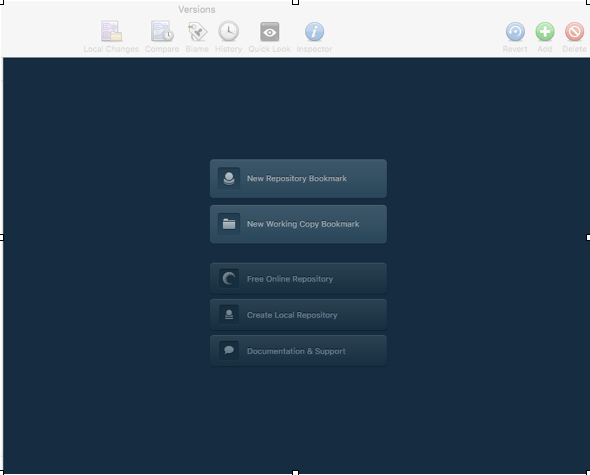 Versions
Local Changes Compare Blame History Quick Look Inspector Revert Add Delete
New Repository Bookmark
New Working Copy Bookmark
Free Online Repository
Create Local Repository
Documentation & Support